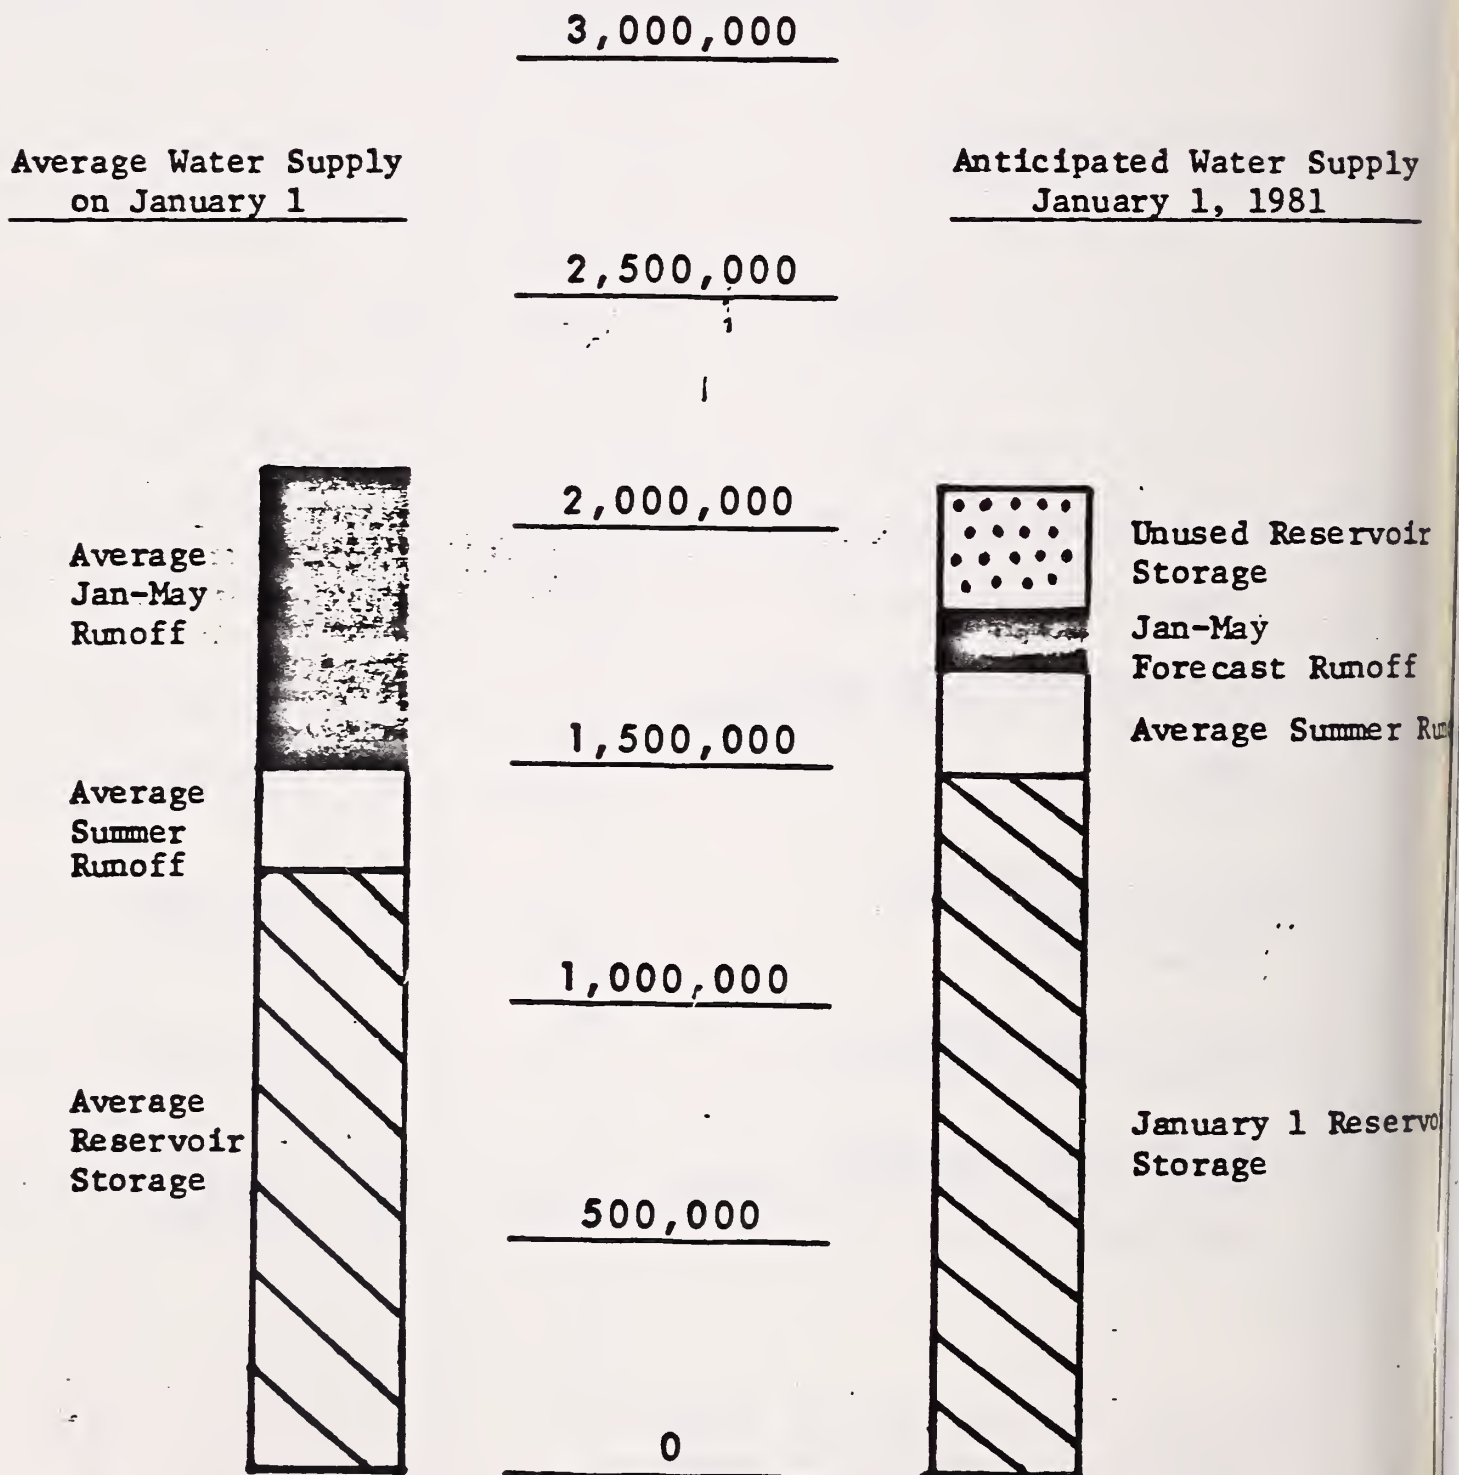 3,000,000
Average Water Supply
on January 1
Anticipated Water Supply
January 1, 1981
2,500,000
2,000,000
Average
Jan-May
Runoff
Unused Reservoir
Storage
Jan-May
Forecast Runoff
1,500,000
Average Summer
Average
Summer
Runoff
1,000,000
Average
Reservoir
Storage
January 1
Storage
500,000
0